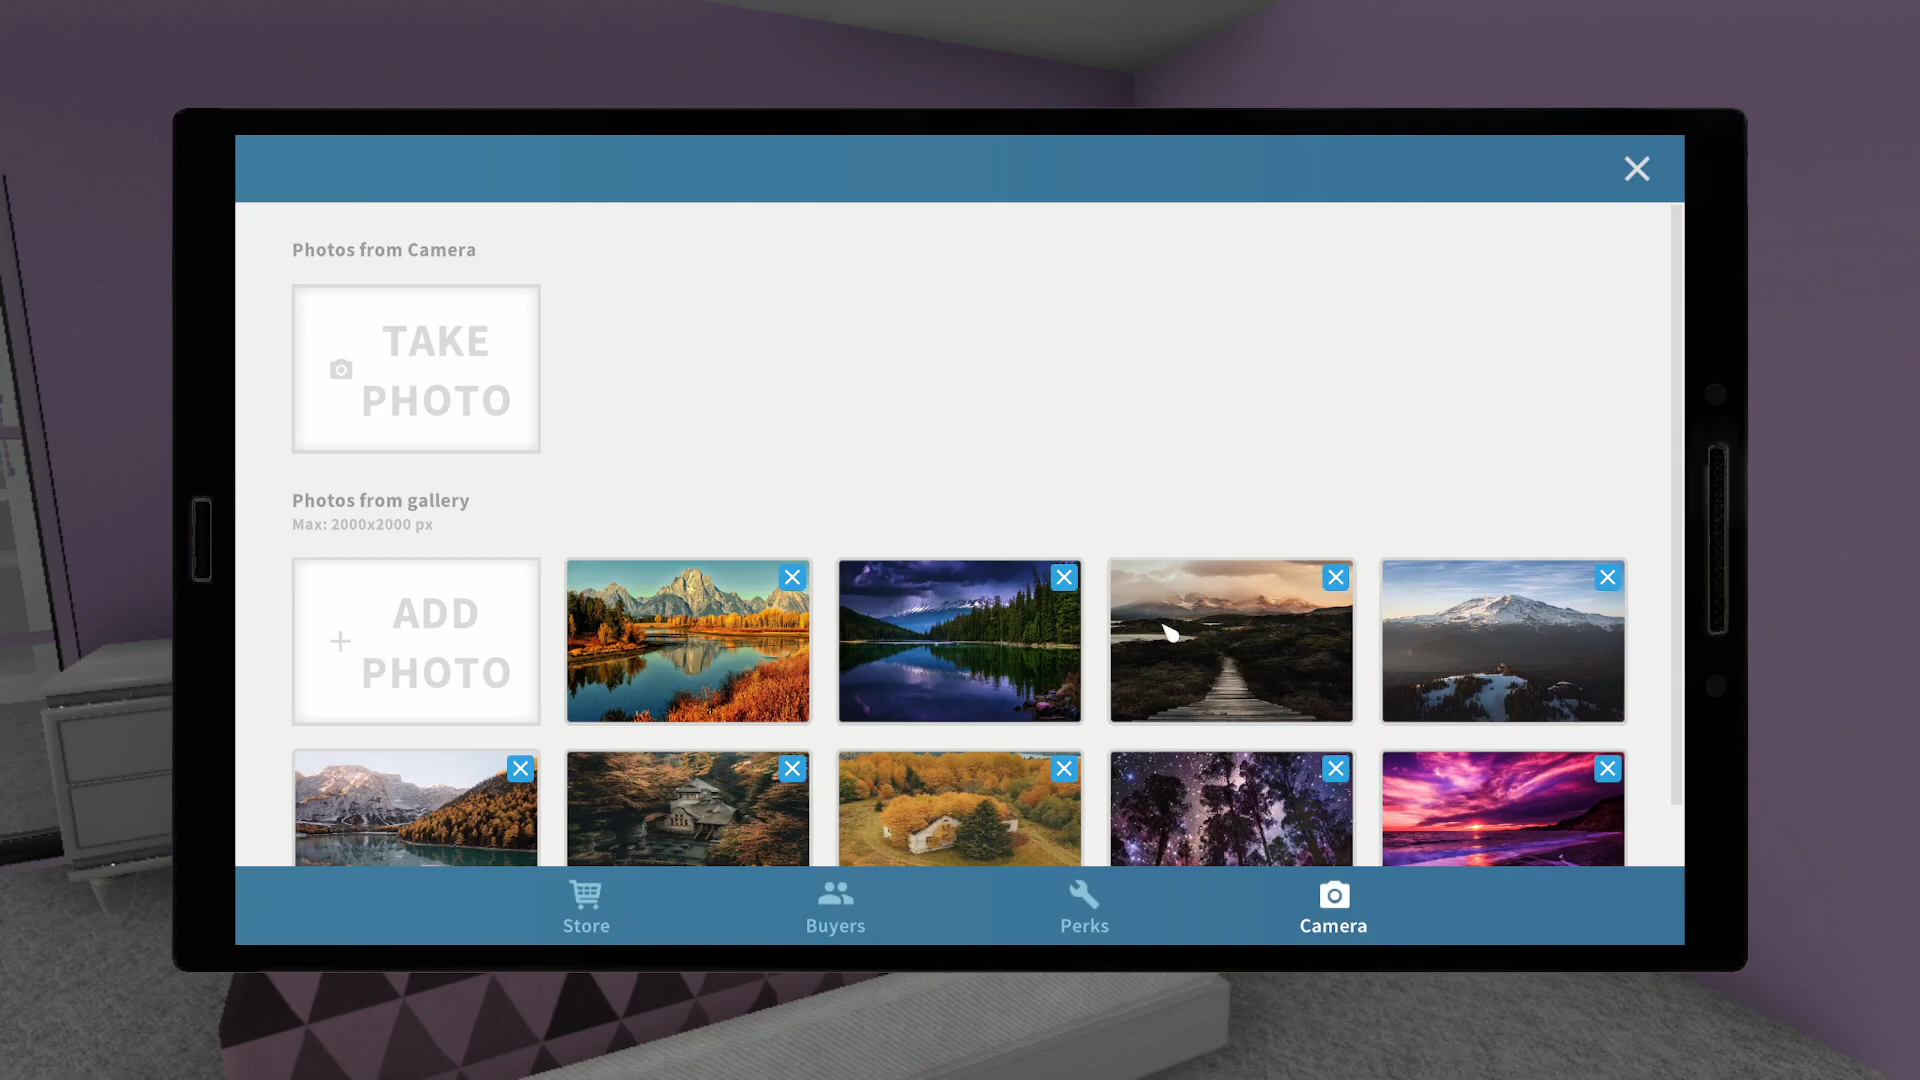 Photos from Camera
TAKE
PHOTO
Photos from gallery
Max: 2000x2000 px
ADD
PHOTO
Store
Buyers
Perks
Camera